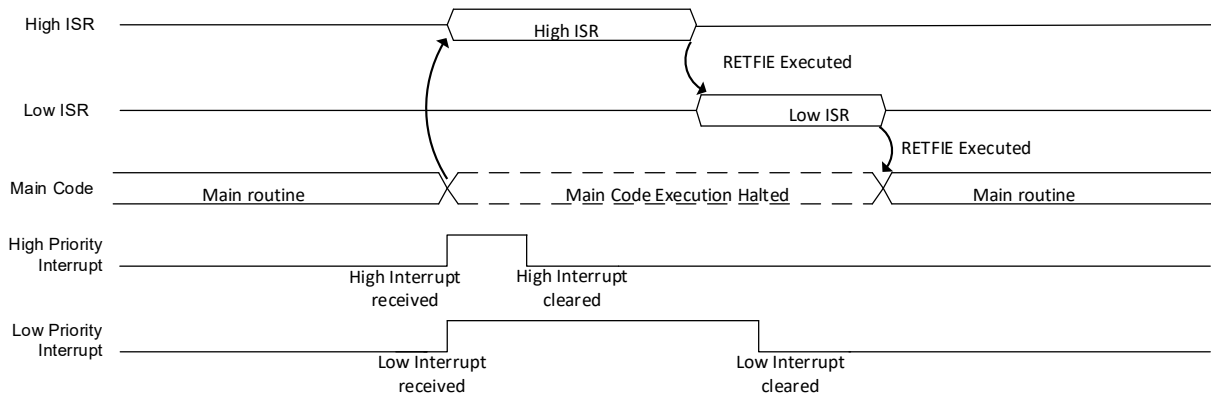 High ISR
High ISR
RETFIE Executed
Low ISR
Low ISR
RETFIE Executed
Main Code
Main routine
Main Code Execution Halted
Main routine
High Priority
Interrupt
High Interrupt
received
High Interrupt
cleared
Low Priority
Interrupt
Low Interrupt
received
Low Interrupt
cleared